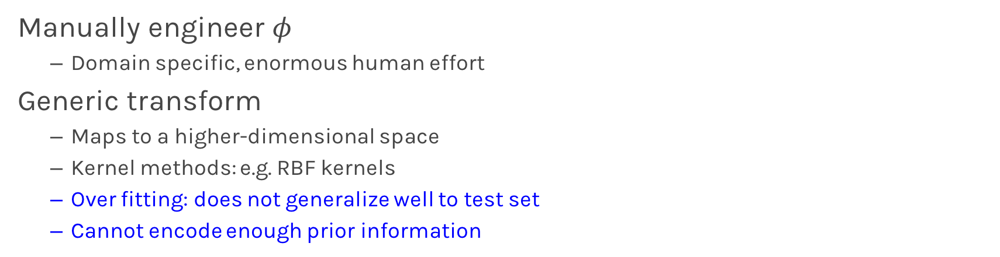 Manually engineer ϕ
– Domain specific, enormous human effort
Generic transform
– Maps to a higher-dimensional space
– Kernel methods: e.g. RBF kernels
– Over fitting: does not generalize well to test set
– Cannot encode enough prior information